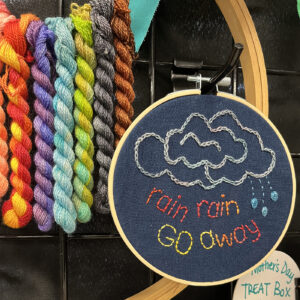 rain rain
GO away
Mother's Day
TREAT BOX